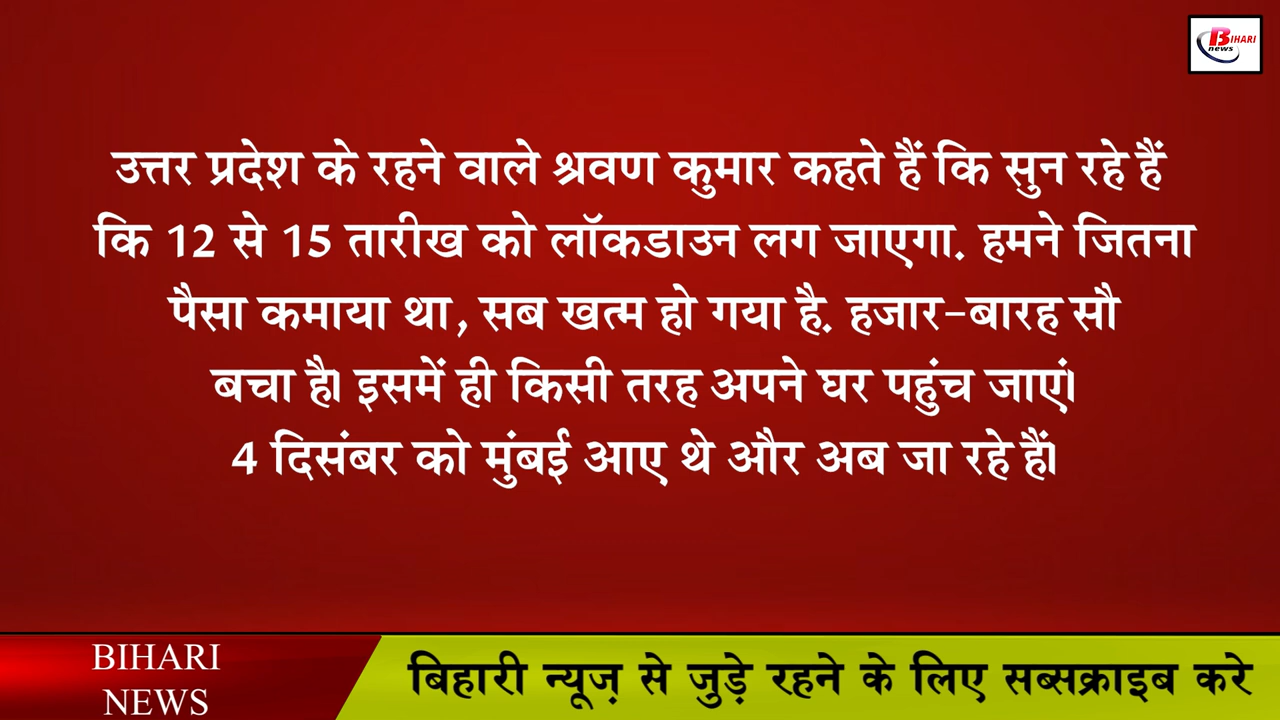 BIHARI
news
उत्तर प्रदेश के रहने वाले श्रवण कुमार कहते हैं कि सुन रहे हैं
कि 12 से 15 तारीख को लॉकडाउन लग जाएगा. हमने जितना
पैसा कमाया था, सब खत्म हो गया है. हजार-बारह सौ
बचा है। इसमें ही किसी तरह अपने घर पहुंच जाएं।
4 दिसंबर को मुंबई आए थे और अब जा रहे हैं।
BIHARI
NEWS
बिहारी न्यूज़ से जुड़े रहने के लिए सब्सक्राइब करे